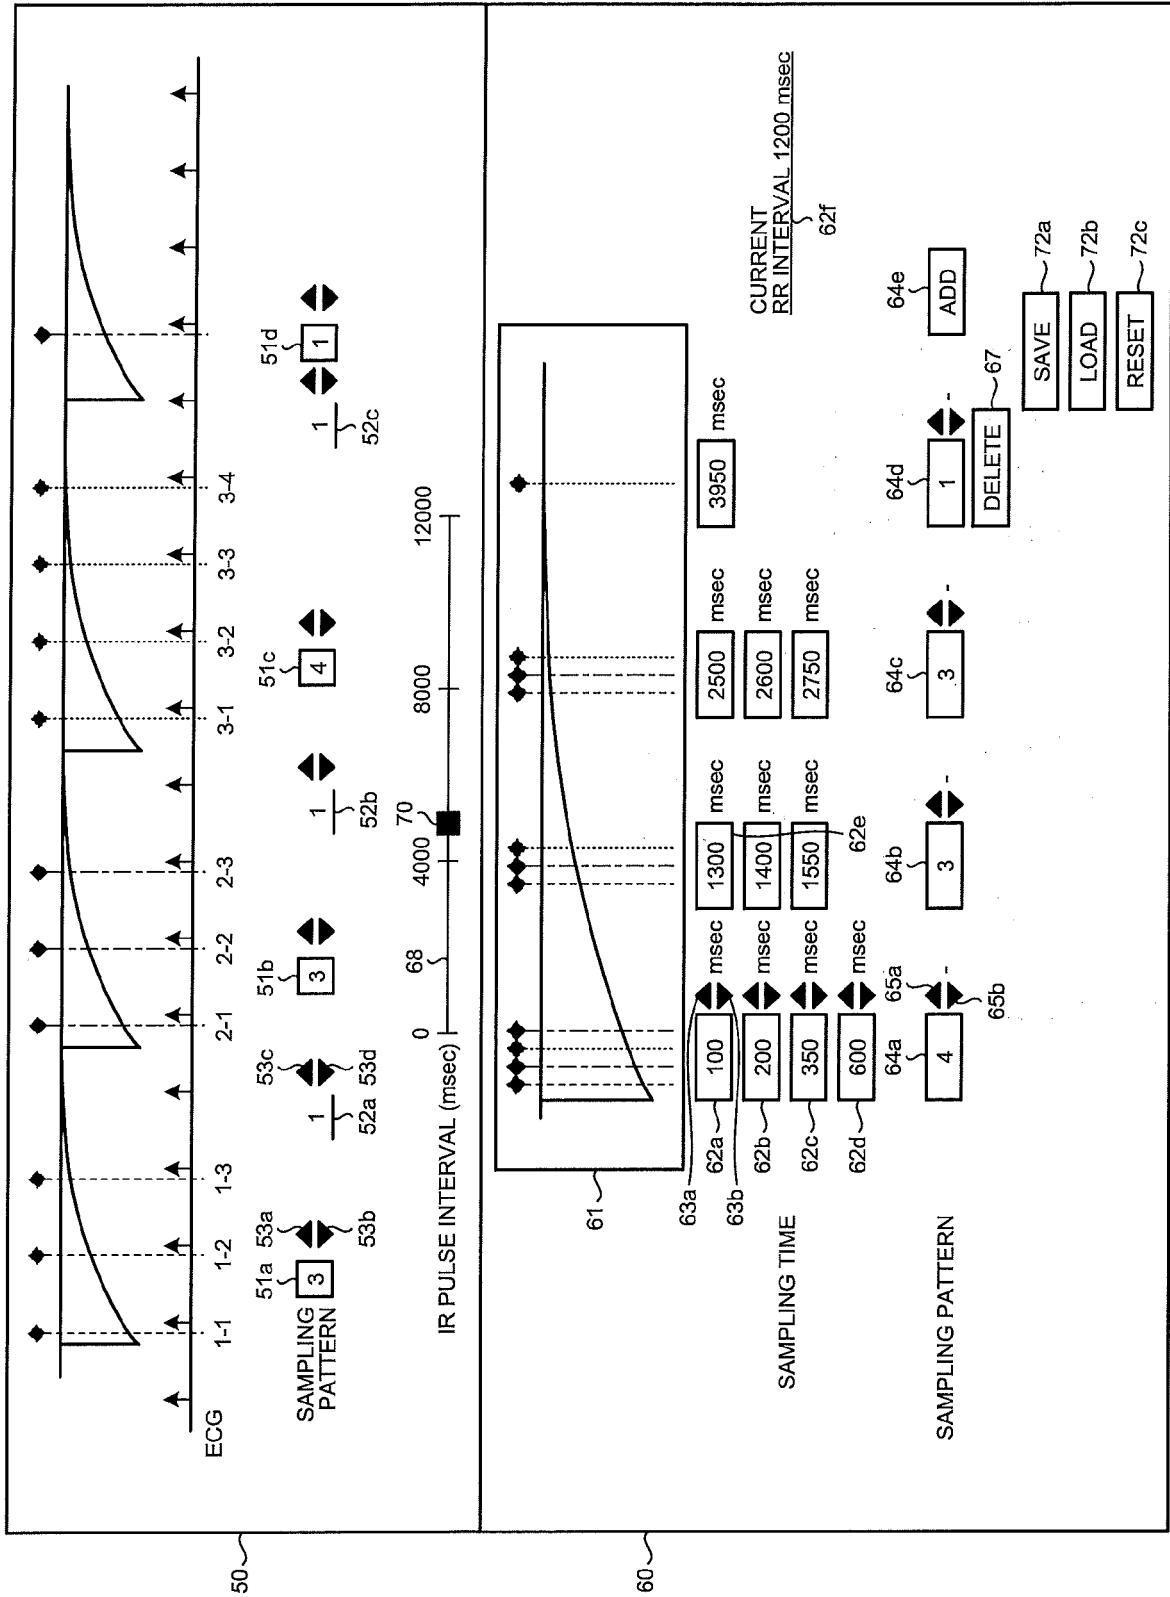 50
ECG
1-1 1-2 1-3 2-1 2-2 2-3 3-1 3-2 3-3 3-4
SAMPLING
PATTERN
51a 53a 53c 51b 51c 51d
3 1 3 1 4 1 1
53b 52a 53d 52b 52c
IR PULSE INTERVAL (msec)
68 70
0 4000 8000 12000
60
61
CURRENT
RR INTERVAL 1200 msec
62f
63a
63b
SAMPLING TIME
62a 100 msec 1300 msec 2500 msec 3950 msec
62b 200 msec 1400 msec 2600 msec
62c 350 msec 1550 msec 2750 msec
62d 600 msec 62e
SAMPLING PATTERN
64a 65a 64b 64c 64d 64e
4 - 3 - 3 - 1 - ADD
65b
DELETE 67
SAVE 72a
LOAD 72b
RESET 72c